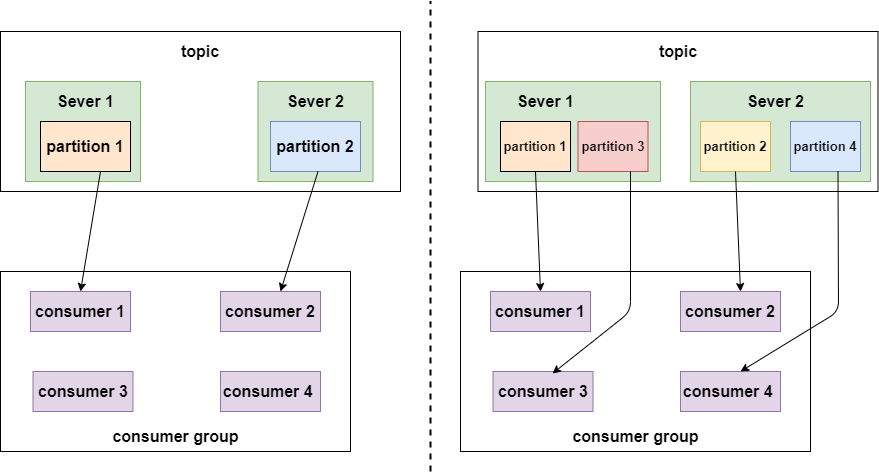 topic
Sever 1
Sever 2
partition 1
partition 2
consumer 1
consumer 2
consumer 3
consumer 4
consumer group
topic
Sever 1
Sever 2
partition 1
partition 3
partition 2
partition 4
consumer 1
consumer 2
consumer 3
consumer 4
consumer group